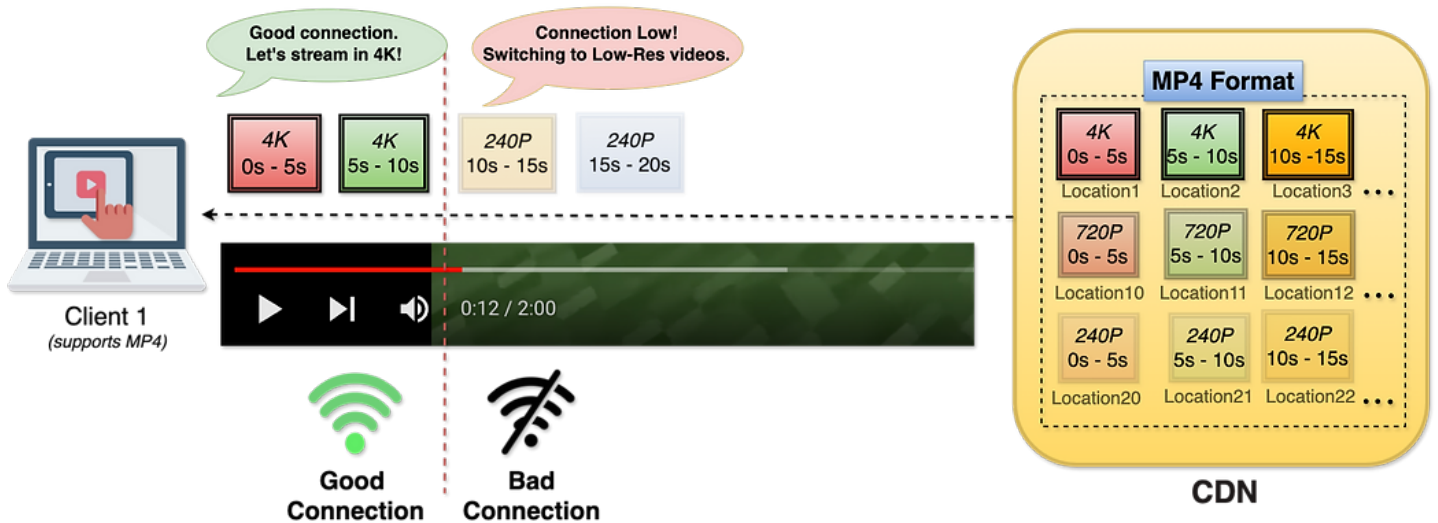 Good connection.
Let's stream in 4K!
Connection Low!
Switching to Low-Res videos.
4K
0s - 5s
4K
5s - 10s
240P
10s - 15s
240P
15s - 20s
Client 1
(supports MP4)
0:12 / 2:00
Good
Connection
Bad
Connection
MP4 Format
4K
0s - 5s
Location1
4K
5s - 10s
Location2
4K
10s -15s
Location3
...
720P
0s - 5s
Location10
720P
5s - 10s
Location11
720P
10s - 15s
Location12
...
240P
0s - 5s
Location20
240P
5s - 10s
Location21
240P
10s - 15s
Location22
...
CDN